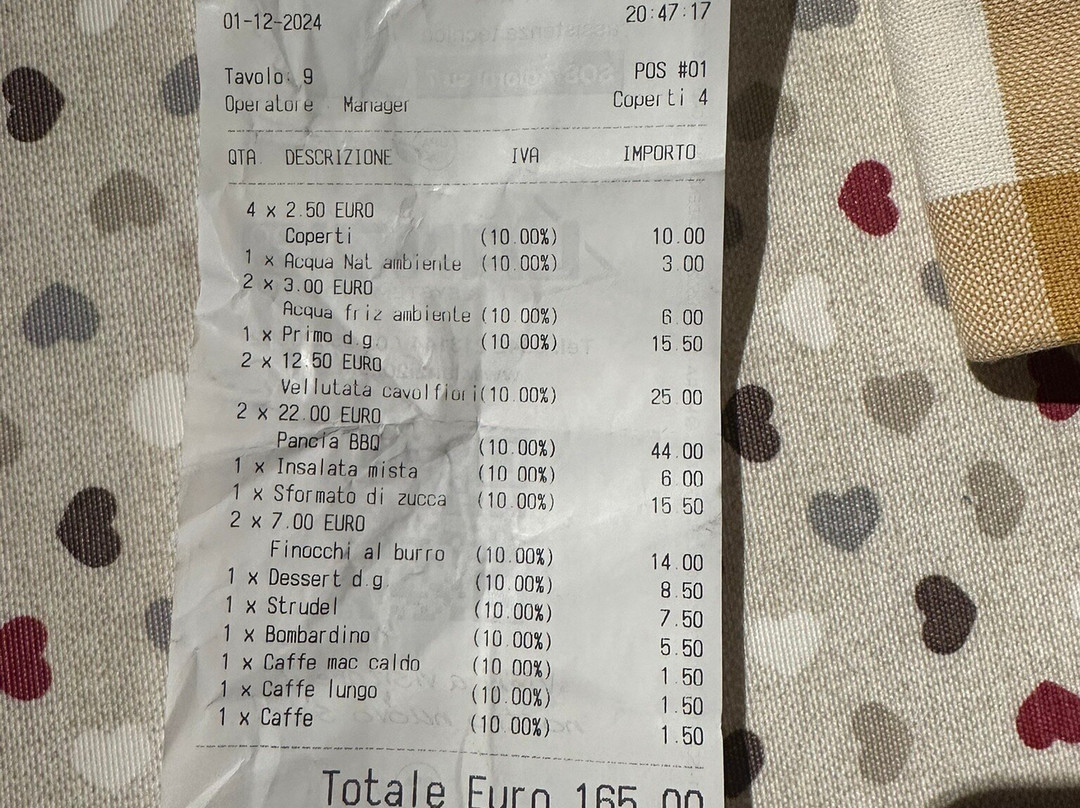 01-12-2024 20:47:17
Tavolo: 9 POS #01
Operatore Manager Coperti 4
QTA DESCRIZIONE IVA IMPORTO
4 x 2.50 EURO
Coperti (10.00%) 10.00
1 x Acqua Nat ambiente (10.00%) 3.00
2 x 3.00 EURO
Acqua friz ambiente (10.00%) 6.00
1 x Primo d.g. (10.00%) 15.50
2 x 12.50 EURO
Vellutata cavolfiori(10.00%) 25.00
2 x 22.00 EURO
Pancia BBQ (10.00%) 44.00
1 x Insalata mista (10.00%) 6.00
1 x Sformato di zucca (10.00%) 15.50
2 x 7.00 EURO
Finocchi al burro (10.00%) 14.00
1 x Dessert d.g. (10.00%) 8.50
1 x Strudel (10.00%) 7.50
1 x Bombardino (10.00%) 5.50
1 x Caffe mac caldo (10.00%) 1.50
1 x Caffe lungo (10.00%) 1.50
1 x Caffe (10.00%) 1.50
Totale Euro 165.00